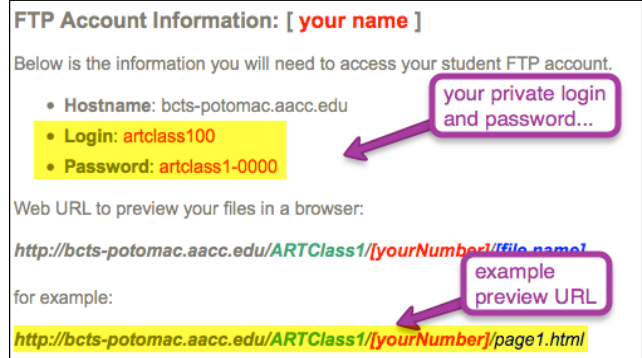 FTP Account Information: [ your name ]
Below is the information you will need to access your student FTP account.
• Hostname: bcts-potomac.aacc.edu
• Login: artclass100
• Password: artclass1-0000
your private login
and password...
Web URL to preview your files in a browser:
http://bcts-potomac.aacc.edu/ARTClass1/[yourNumber]/[file name]
example
preview URL
for example:
http://bcts-potomac.aacc.edu/ARTClass1/[yourNumber]/page1.html